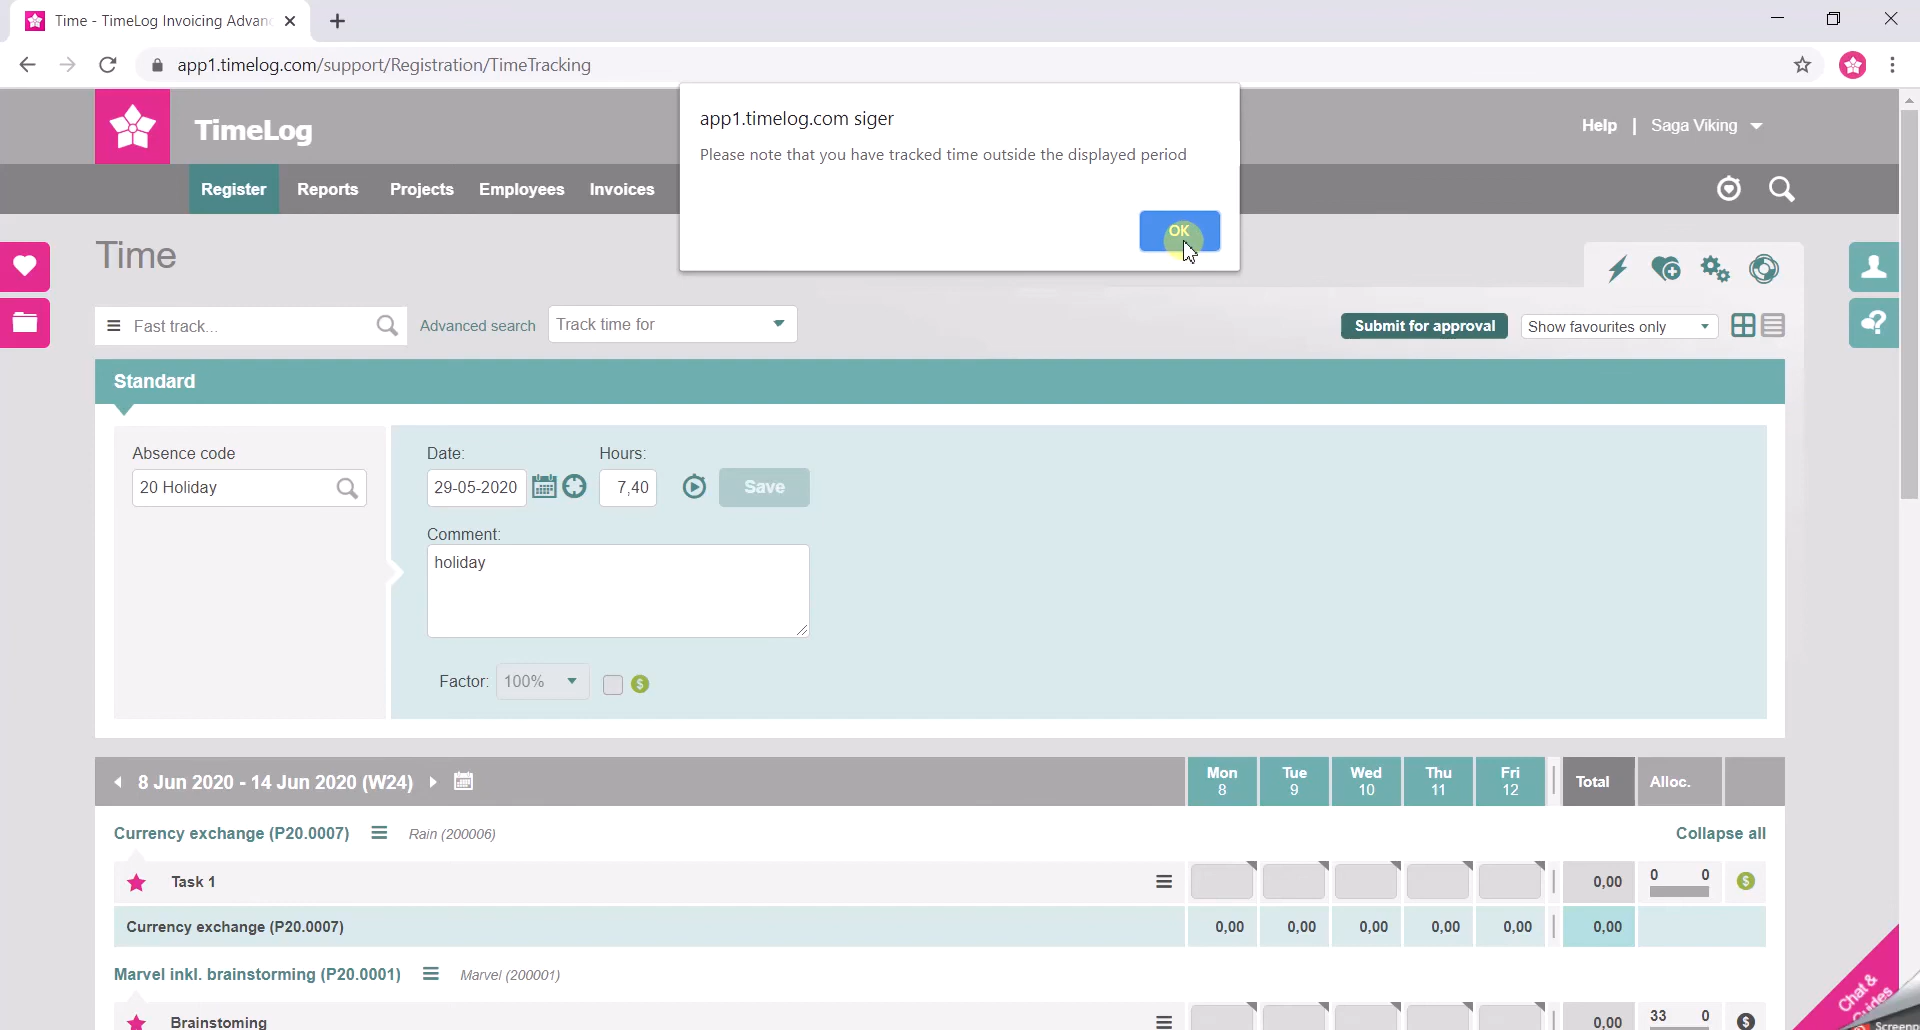 Time - TimeLog Invoicing Advan
app1.timelog.com/support/Registration/TimeTracking
app1.timelog.com siger
Please note that you have tracked time outside the displayed period
OK
TimeLog
Help | Saga Viking
Register Reports Projects Employees Invoices
Time
Fast track... Advanced search Track time for Submit for approval Show favourites only
Standard
Absence code
20 Holiday
Date: Hours:
29-05-2020 7,40 Save
Comment:
holiday
Factor: 100% $
8 Jun 2020 - 14 Jun 2020 (W24) Mon 8 Tue 9 Wed 10 Thu 11 Fri 12 Total Alloc.
Currency exchange (P20.0007) Rain (200006) Collapse all
Task 1 0,00 0 0 $
Currency exchange (P20.0007) 0,00 0,00 0,00 0,00 0,00 0,00
Marvel inkl. brainstorming (P20.0001) Marvel (200001)
Brainstoming 0,00 33 0 $
Chat &
Guides